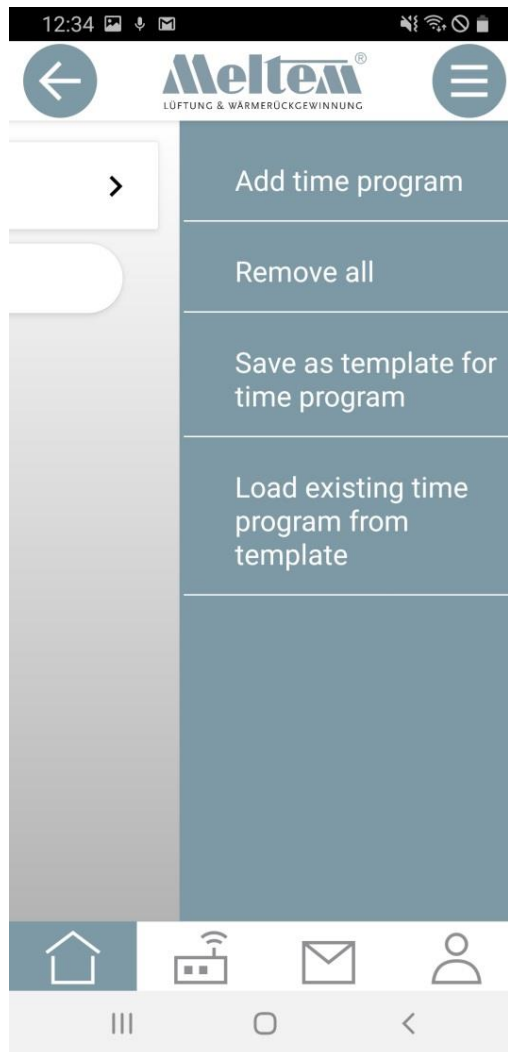 12:34
Meltem®
LÜFTUNG & WÄRMERÜCKGEWINNUNG
Add time program
Remove all
Save as template for
time program
Load existing time
program from
template